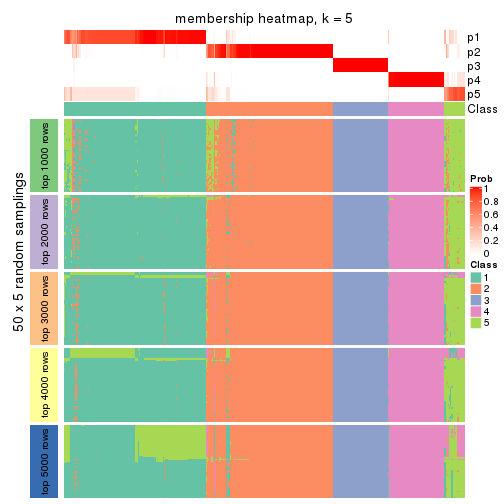 membership heatmap, k = 5
p1
p2
p3
p4
p5
Class
50 x 5 random samplings
top 1000 rows
top 2000 rows
top 3000 rows
top 4000 rows
top 5000 rows
Prob
1
0.8
0.6
0.4
0.2
0
Class
1
2
3
4
5